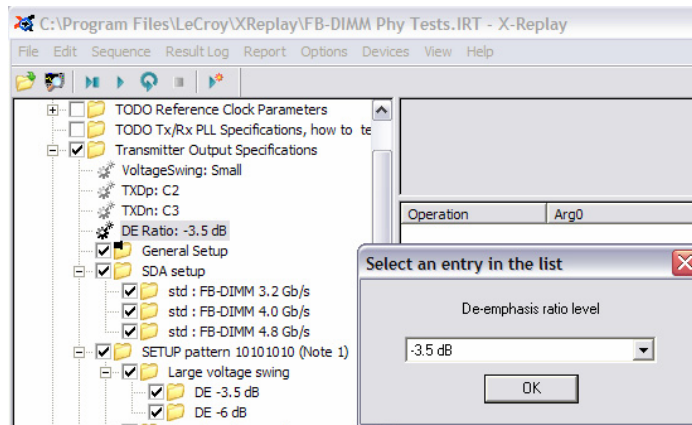 C:\Program Files\LeCroy\XReplay\FB-DIMM Phy Tests.IRT - X-Replay
File Edit Sequence Result Log Report Options Devices View Help
TODO Reference Clock Parameters
TODO Tx/Rx PLL Specifications, how to te
Transmitter Output Specifications
VoltageSwing: Small
TXDp: C2
TXDn: C3
DE Ratio: -3.5 dB
General Setup
SDA setup
std : FB-DIMM 3.2 Gb/s
std : FB-DIMM 4.0 Gb/s
std : FB-DIMM 4.8 Gb/s
SETUP pattern 10101010 (Note 1)
Large voltage swing
DE -3.5 dB
DE -6 dB
Operation Arg0
Select an entry in the list
De-emphasis ratio level
-3.5 dB
OK